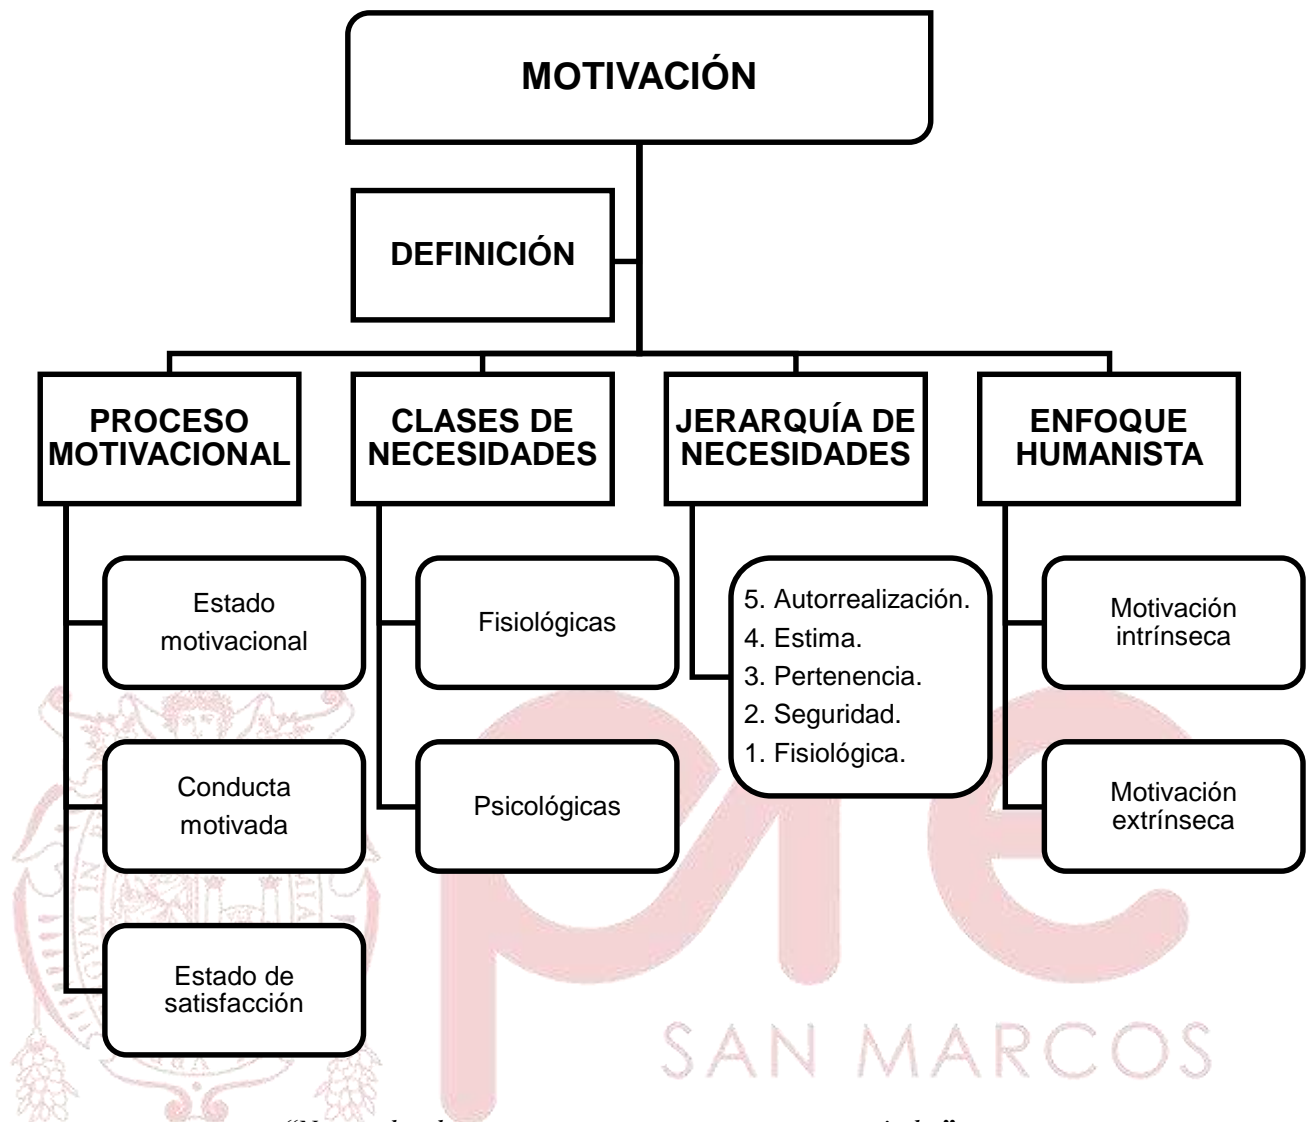 MOTIVACIÓN
DEFINICIÓN
PROCESO
MOTIVACIONAL
Estado
motivacional
Conducta
motivada
Estado de
satisfacción
CLASES DE
NECESIDADES
Fisiológicas
Psicológicas
JERARQUÍA DE
NECESIDADES
5. Autorrealización.
4. Estima.
3. Pertenencia.
2. Seguridad.
1. Fisiológica.
ENFOQUE
HUMANISTA
Motivación
intrínseca
Motivación
extrínseca
pre
SAN MARCOS